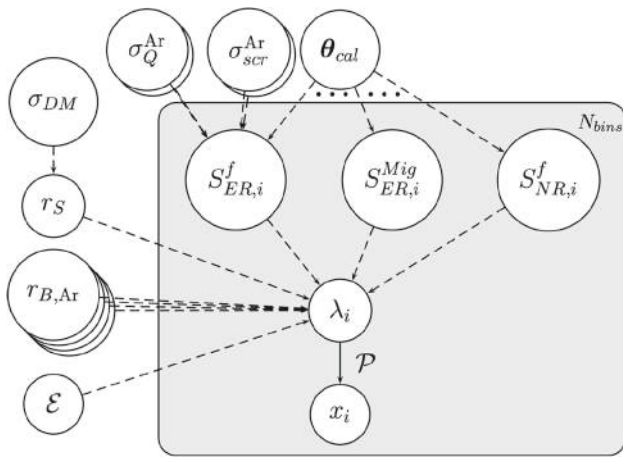 σ_Q^Ar
σ_scr^Ar
θ_cal
σ_DM
N_bins
S_ER,i^f
S_ER,i^Mig
S_NR,i^f
r_S
r_B,Ar
λ_i
𝒫
ℰ
x_i